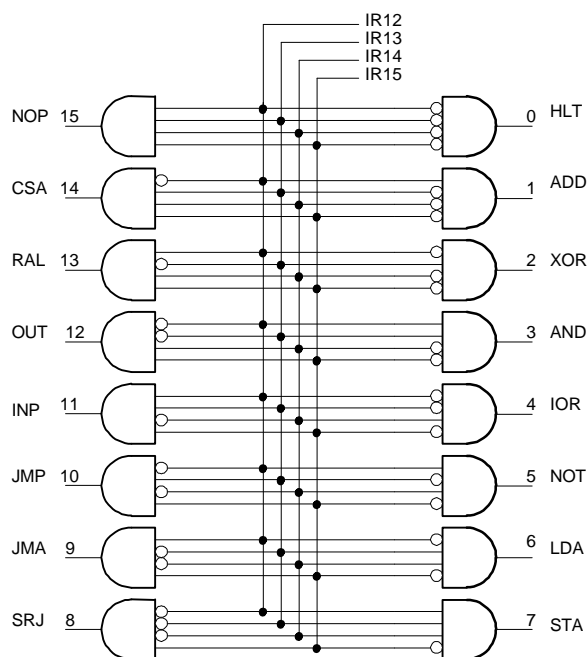 IR12
IR13
IR14
IR15
NOP 15 0 HLT
CSA 14 1 ADD
RAL 13 2 XOR
OUT 12 3 AND
INP 11 4 IOR
JMP 10 5 NOT
JMA 9 6 LDA
SRJ 8 7 STA